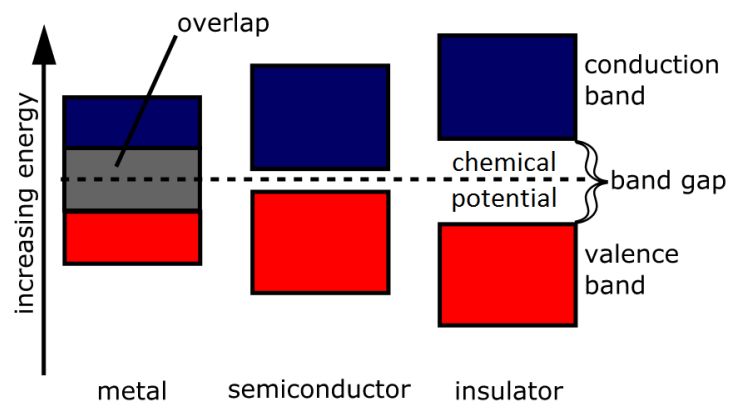 overlap
increasing energy
conduction
band
chemical
potential
band gap
valence
band
metal
semiconductor
insulator